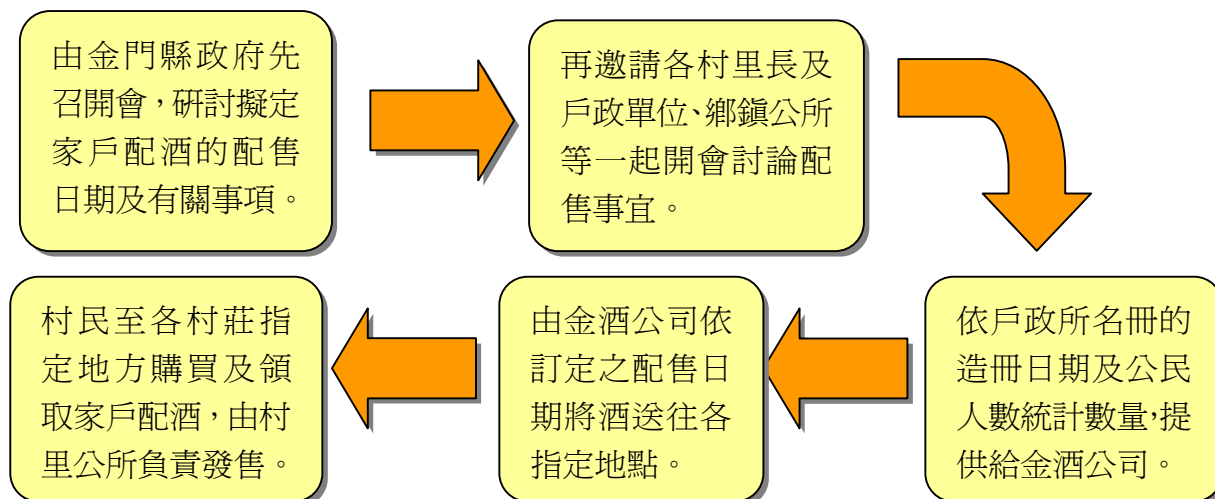 由金門縣政府先
召開會，研討擬定
家戶配酒的配售
日期及有關事項。
再邀請各村里長及
戶政單位、鄉鎮公所
等一起開會討論配
售事宜。
依戶政所名冊的
造冊日期及公民
人數統計數量，提
供給金酒公司。
由金酒公司依
訂定之配售日
期將酒送往各
指定地點。
村民至各村莊指
定地方購買及領
取家戶配酒，由村
里公所負責發售。